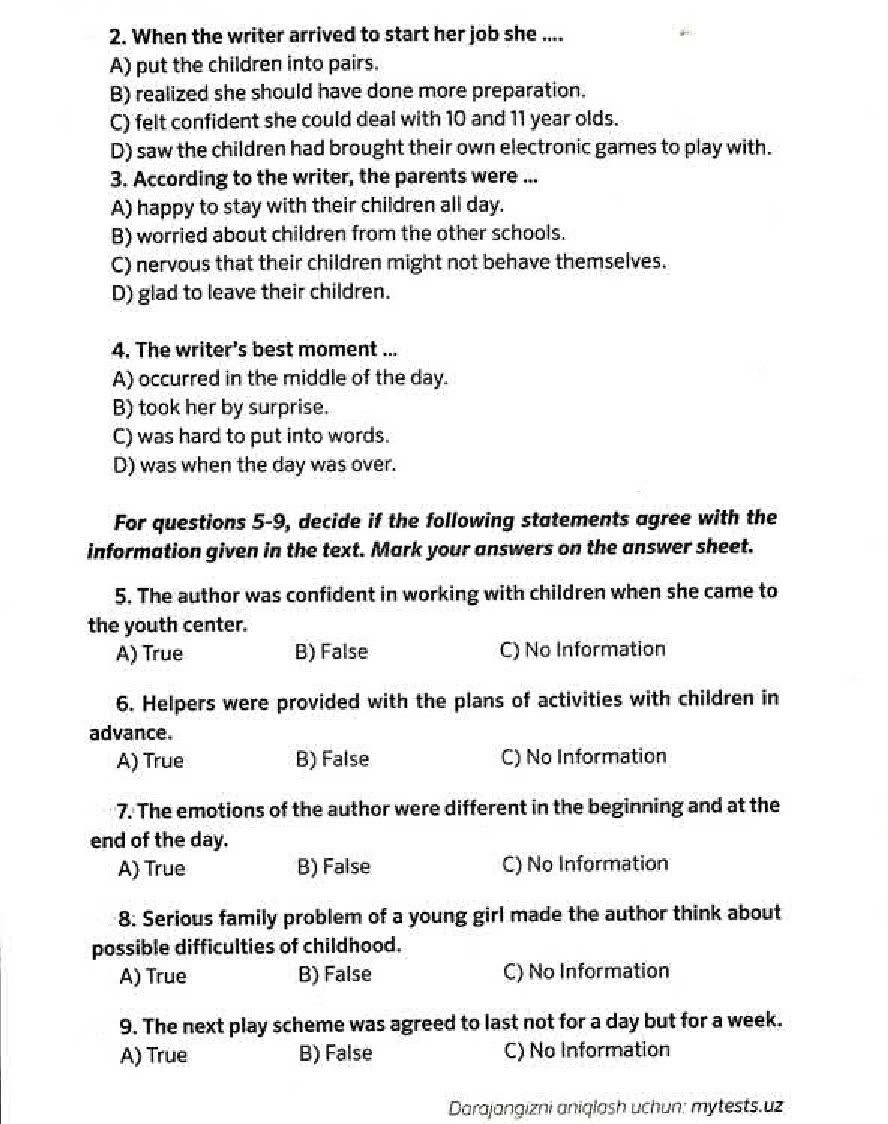 2. When the writer arrived to start her job she ....
A) put the children into pairs.
B) realized she should have done more preparation.
C) felt confident she could deal with 10 and 11 year olds.
D) saw the children had brought their own electronic games to play with.
3. According to the writer, the parents were ...
A) happy to stay with their children all day.
B) worried about children from the other schools.
C) nervous that their children might not behave themselves.
D) glad to leave their children.
4. The writer's best moment ...
A) occurred in the middle of the day.
B) took her by surprise.
C) was hard to put into words.
D) was when the day was over.
For questions 5-9, decide if the following statements agree with the
information given in the text. Mark your answers on the answer sheet.
5. The author was confident in working with children when she came to
the youth center.
A) True B) False C) No Information
6. Helpers were provided with the plans of activities with children in
advance.
A) True B) False C) No Information
7. The emotions of the author were different in the beginning and at the
end of the day.
A) True B) False C) No Information
8. Serious family problem of a young girl made the author think about
possible difficulties of childhood.
A) True B) False C) No Information
9. The next play scheme was agreed to last not for a day but for a week.
A) True B) False C) No Information
Darajangizni aniqlash uchun: mytests.uz